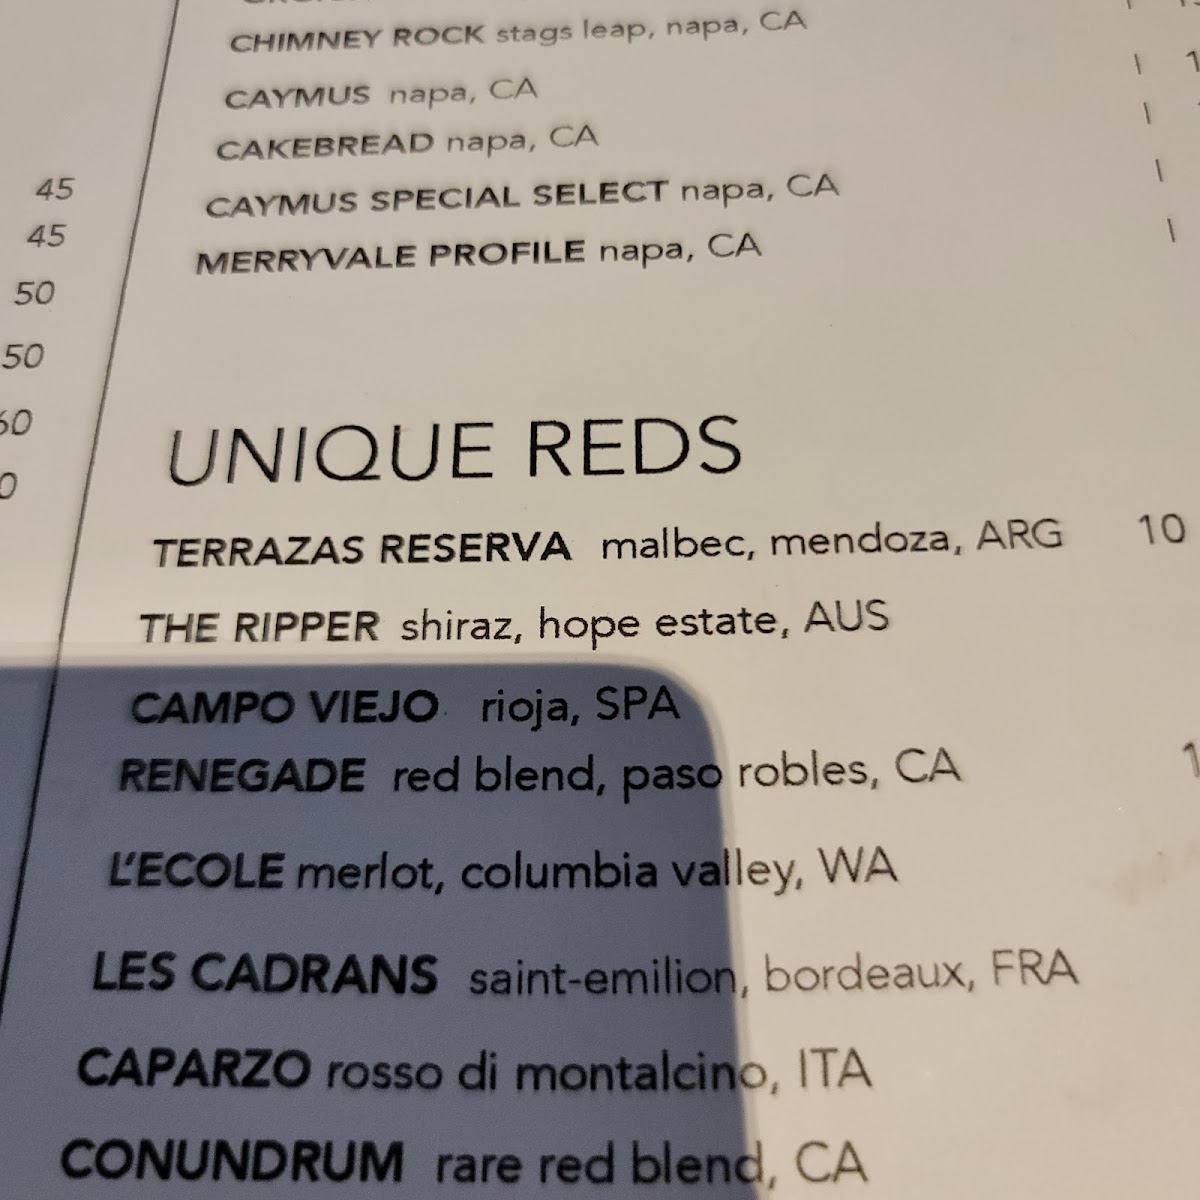 CHIMNEY ROCK stags leap, napa, CA
CAYMUS napa, CA
CAKEBREAD napa, CA
CAYMUS SPECIAL SELECT napa, CA
MERRYVALE PROFILE napa, CA
45
45
50
50
UNIQUE REDS
TERRAZAS RESERVA malbec, mendoza, ARG 10
THE RIPPER shiraz, hope estate, AUS
CAMPO VIEJO rioja, SPA
RENEGADE red blend, paso robles, CA
L'ECOLE merlot, columbia valley, WA
LES CADRANS saint-emilion, bordeaux, FRA
CAPARZO rosso di montalcino, ITA
CONUNDRUM rare red blend, CA